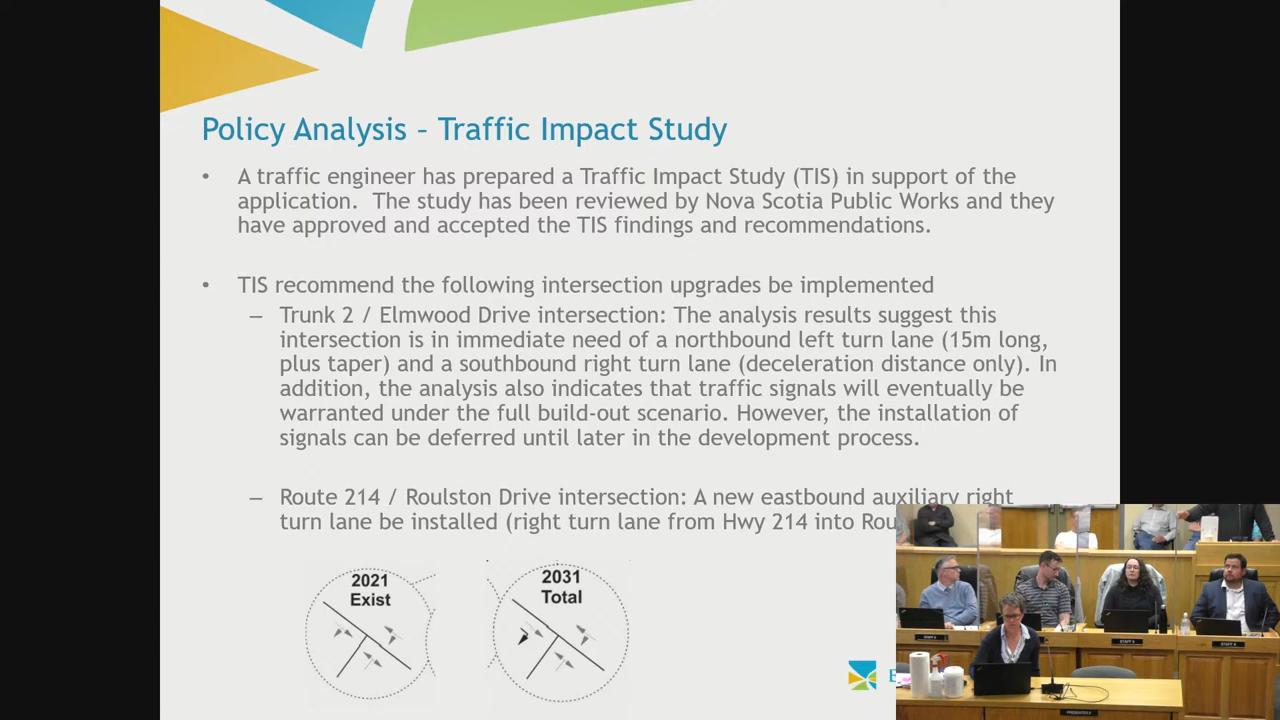 Policy Analysis – Traffic Impact Study
• A traffic engineer has prepared a Traffic Impact Study (TIS) in support of the
application.  The study has been reviewed by Nova Scotia Public Works and they
have approved and accepted the TIS findings and recommendations.
• TIS recommend the following intersection upgrades be implemented
– Trunk 2 / Elmwood Drive intersection: The analysis results suggest this
intersection is in immediate need of a northbound left turn lane (15m long,
plus taper) and a southbound right turn lane (deceleration distance only). In
addition, the analysis also indicates that traffic signals will eventually be
warranted under the full build-out scenario. However, the installation of
signals can be deferred until later in the development process.
– Route 214 / Roulston Drive intersection: A new eastbound auxiliary right
turn lane be installed (right turn lane from Hwy 214 into Rou
2021
Exist
2031
Total
E